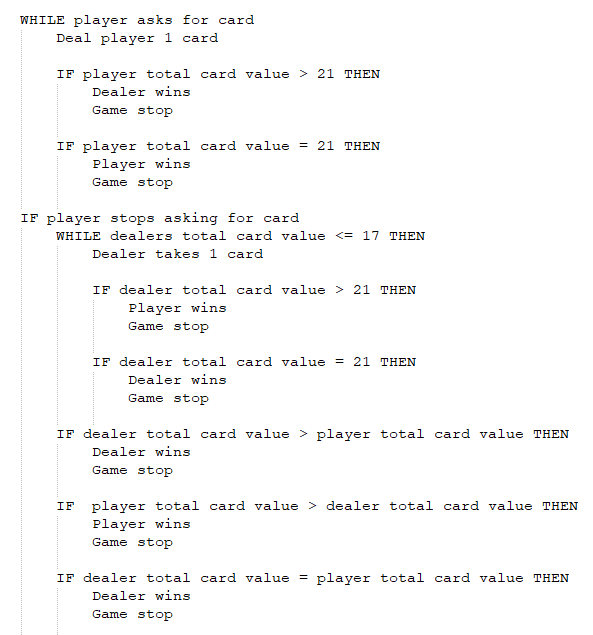 WHILE player asks for card
Deal player 1 card
IF player total card value > 21 THEN
Dealer wins
Game stop
IF player total card value = 21 THEN
Player wins
Game stop
IF player stops asking for card
WHILE dealers total card value <= 17 THEN
Dealer takes 1 card
IF dealer total card value > 21 THEN
Player wins
Game stop
IF dealer total card value = 21 THEN
Dealer wins
Game stop
IF dealer total card value > player total card value THEN
Dealer wins
Game stop
IF  player total card value > dealer total card value THEN
Player wins
Game stop
IF dealer total card value = player total card value THEN
Dealer wins
Game stop